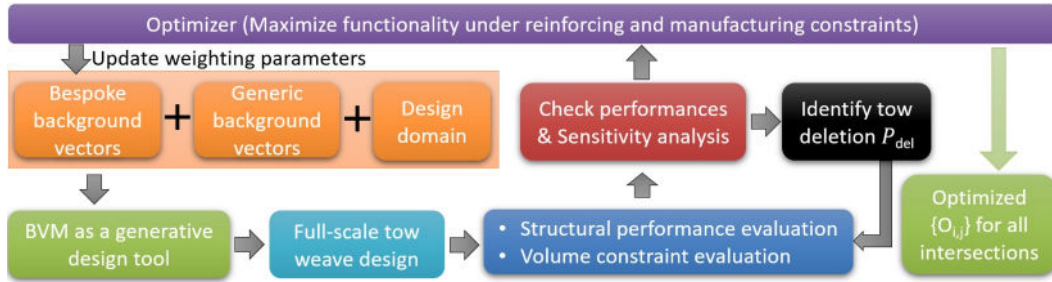 Optimizer (Maximize functionality under reinforcing and manufacturing constraints)
Update weighting parameters
Bespoke
background
vectors
+
Generic
background
vectors
+
Design
domain
Check performances
& Sensitivity analysis
Identify tow
deletion P_del
BVM as a generative
design tool
Full-scale tow
weave design
• Structural performance evaluation
• Volume constraint evaluation
Optimized
{O_i,j} for all
intersections